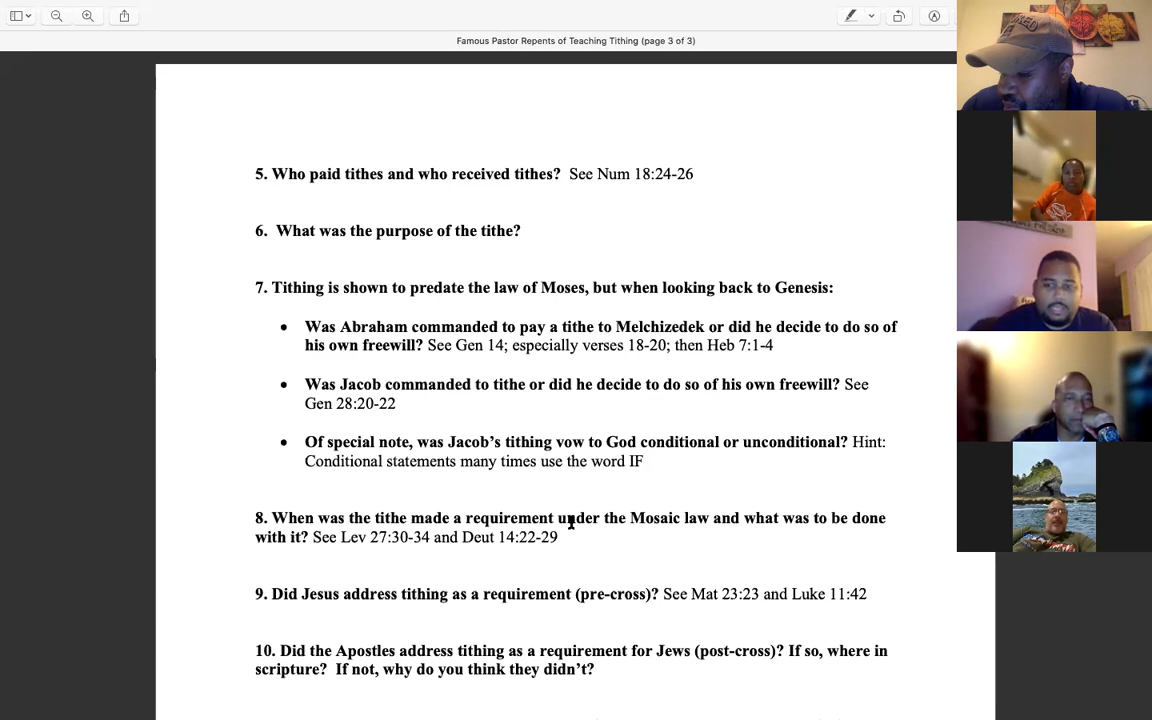 Famous Pastor Repents of Teaching Tithing (page 3 of 3)
5. Who paid tithes and who received tithes?  See Num 18:24-26
6.  What was the purpose of the tithe?
7. Tithing is shown to predate the law of Moses, but when looking back to Genesis:
• Was Abraham commanded to pay a tithe to Melchizedek or did he decide to do so of
his own freewill? See Gen 14; especially verses 18-20; then Heb 7:1-4
• Was Jacob commanded to tithe or did he decide to do so of his own freewill? See
Gen 28:20-22
• Of special note, was Jacob’s tithing vow to God conditional or unconditional? Hint:
Conditional statements many times use the word IF
8. When was the tithe made a requirement under the Mosaic law and what was to be done
with it? See Lev 27:30-34 and Deut 14:22-29
9. Did Jesus address tithing as a requirement (pre-cross)? See Mat 23:23 and Luke 11:42
10. Did the Apostles address tithing as a requirement for Jews (post-cross)? If so, where in
scripture?  If not, why do you think they didn’t?